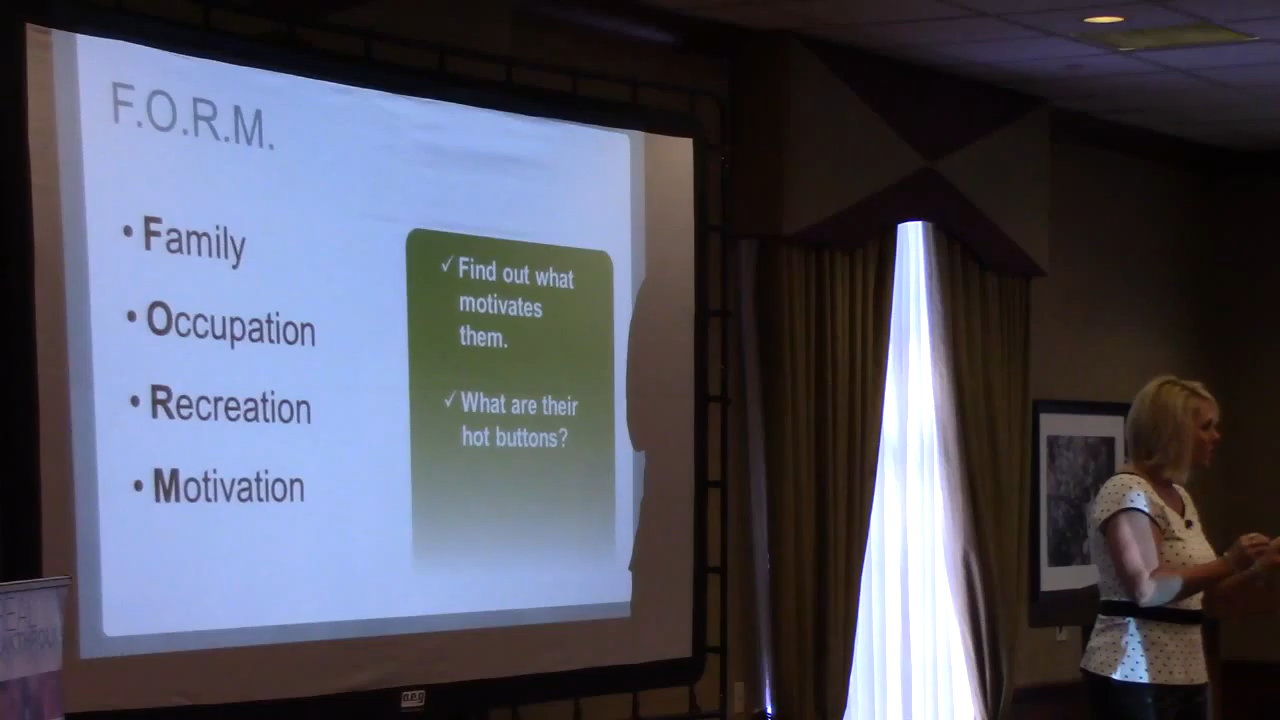 F.O.R.M.
• Family
• Occupation
• Recreation
• Motivation
✓ Find out what
motivates
them.
✓ What are their
hot buttons?